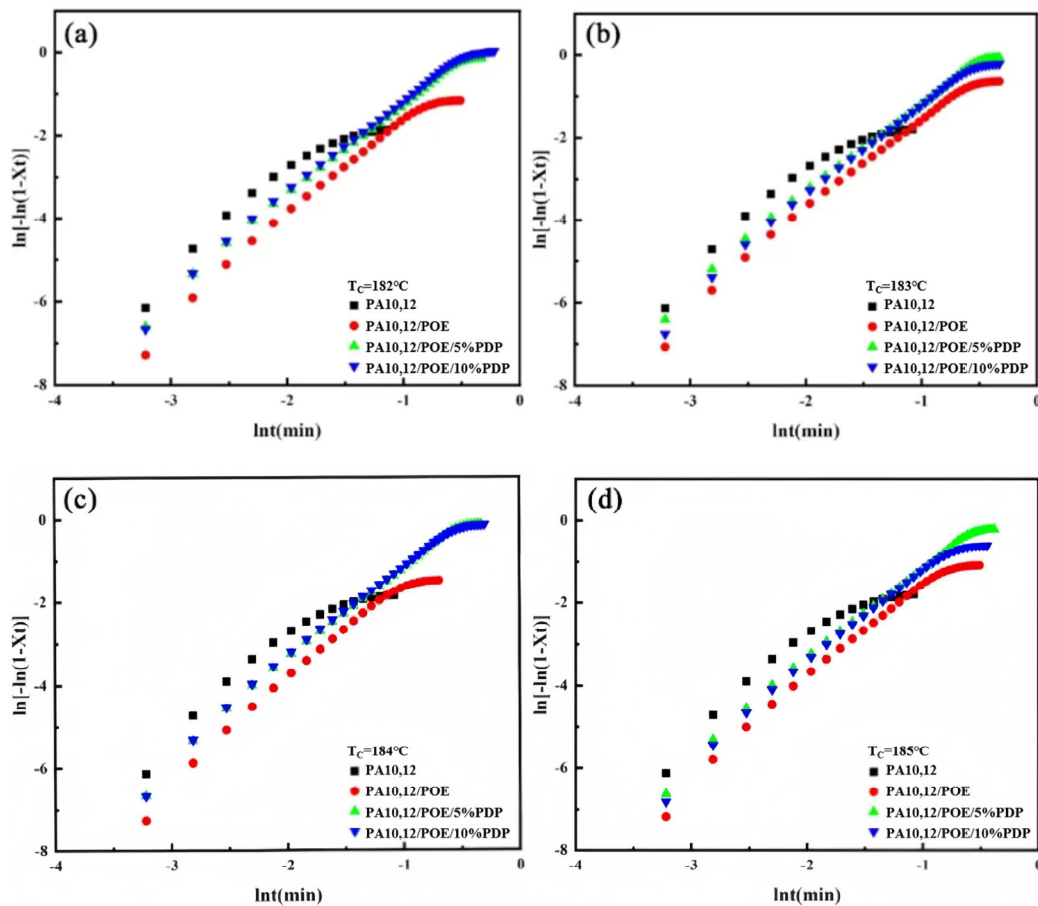 (a)
ln[-ln(1-Xt)]
0
-2
-4
-6
-8
T_C=182°C
PA10,12
PA10,12/POE
PA10,12/POE/5%PDP
PA10,12/POE/10%PDP
-4 -3 -2 -1 0
lnt(min)
(b)
ln[-ln(1-Xt)]
0
-2
-4
-6
-8
T_C=183°C
PA10,12
PA10,12/POE
PA10,12/POE/5%PDP
PA10,12/POE/10%PDP
-4 -3 -2 -1 0
lnt(min)
(c)
ln[-ln(1-Xt)]
0
-2
-4
-6
-8
T_C=184°C
PA10,12
PA10,12/POE
PA10,12/POE/5%PDP
PA10,12/POE/10%PDP
-4 -3 -2 -1 0
lnt(min)
(d)
ln[-ln(1-Xt)]
0
-2
-4
-6
-8
T_C=185°C
PA10,12
PA10,12/POE
PA10,12/POE/5%PDP
PA10,12/POE/10%PDP
-4 -3 -2 -1 0
lnt(min)